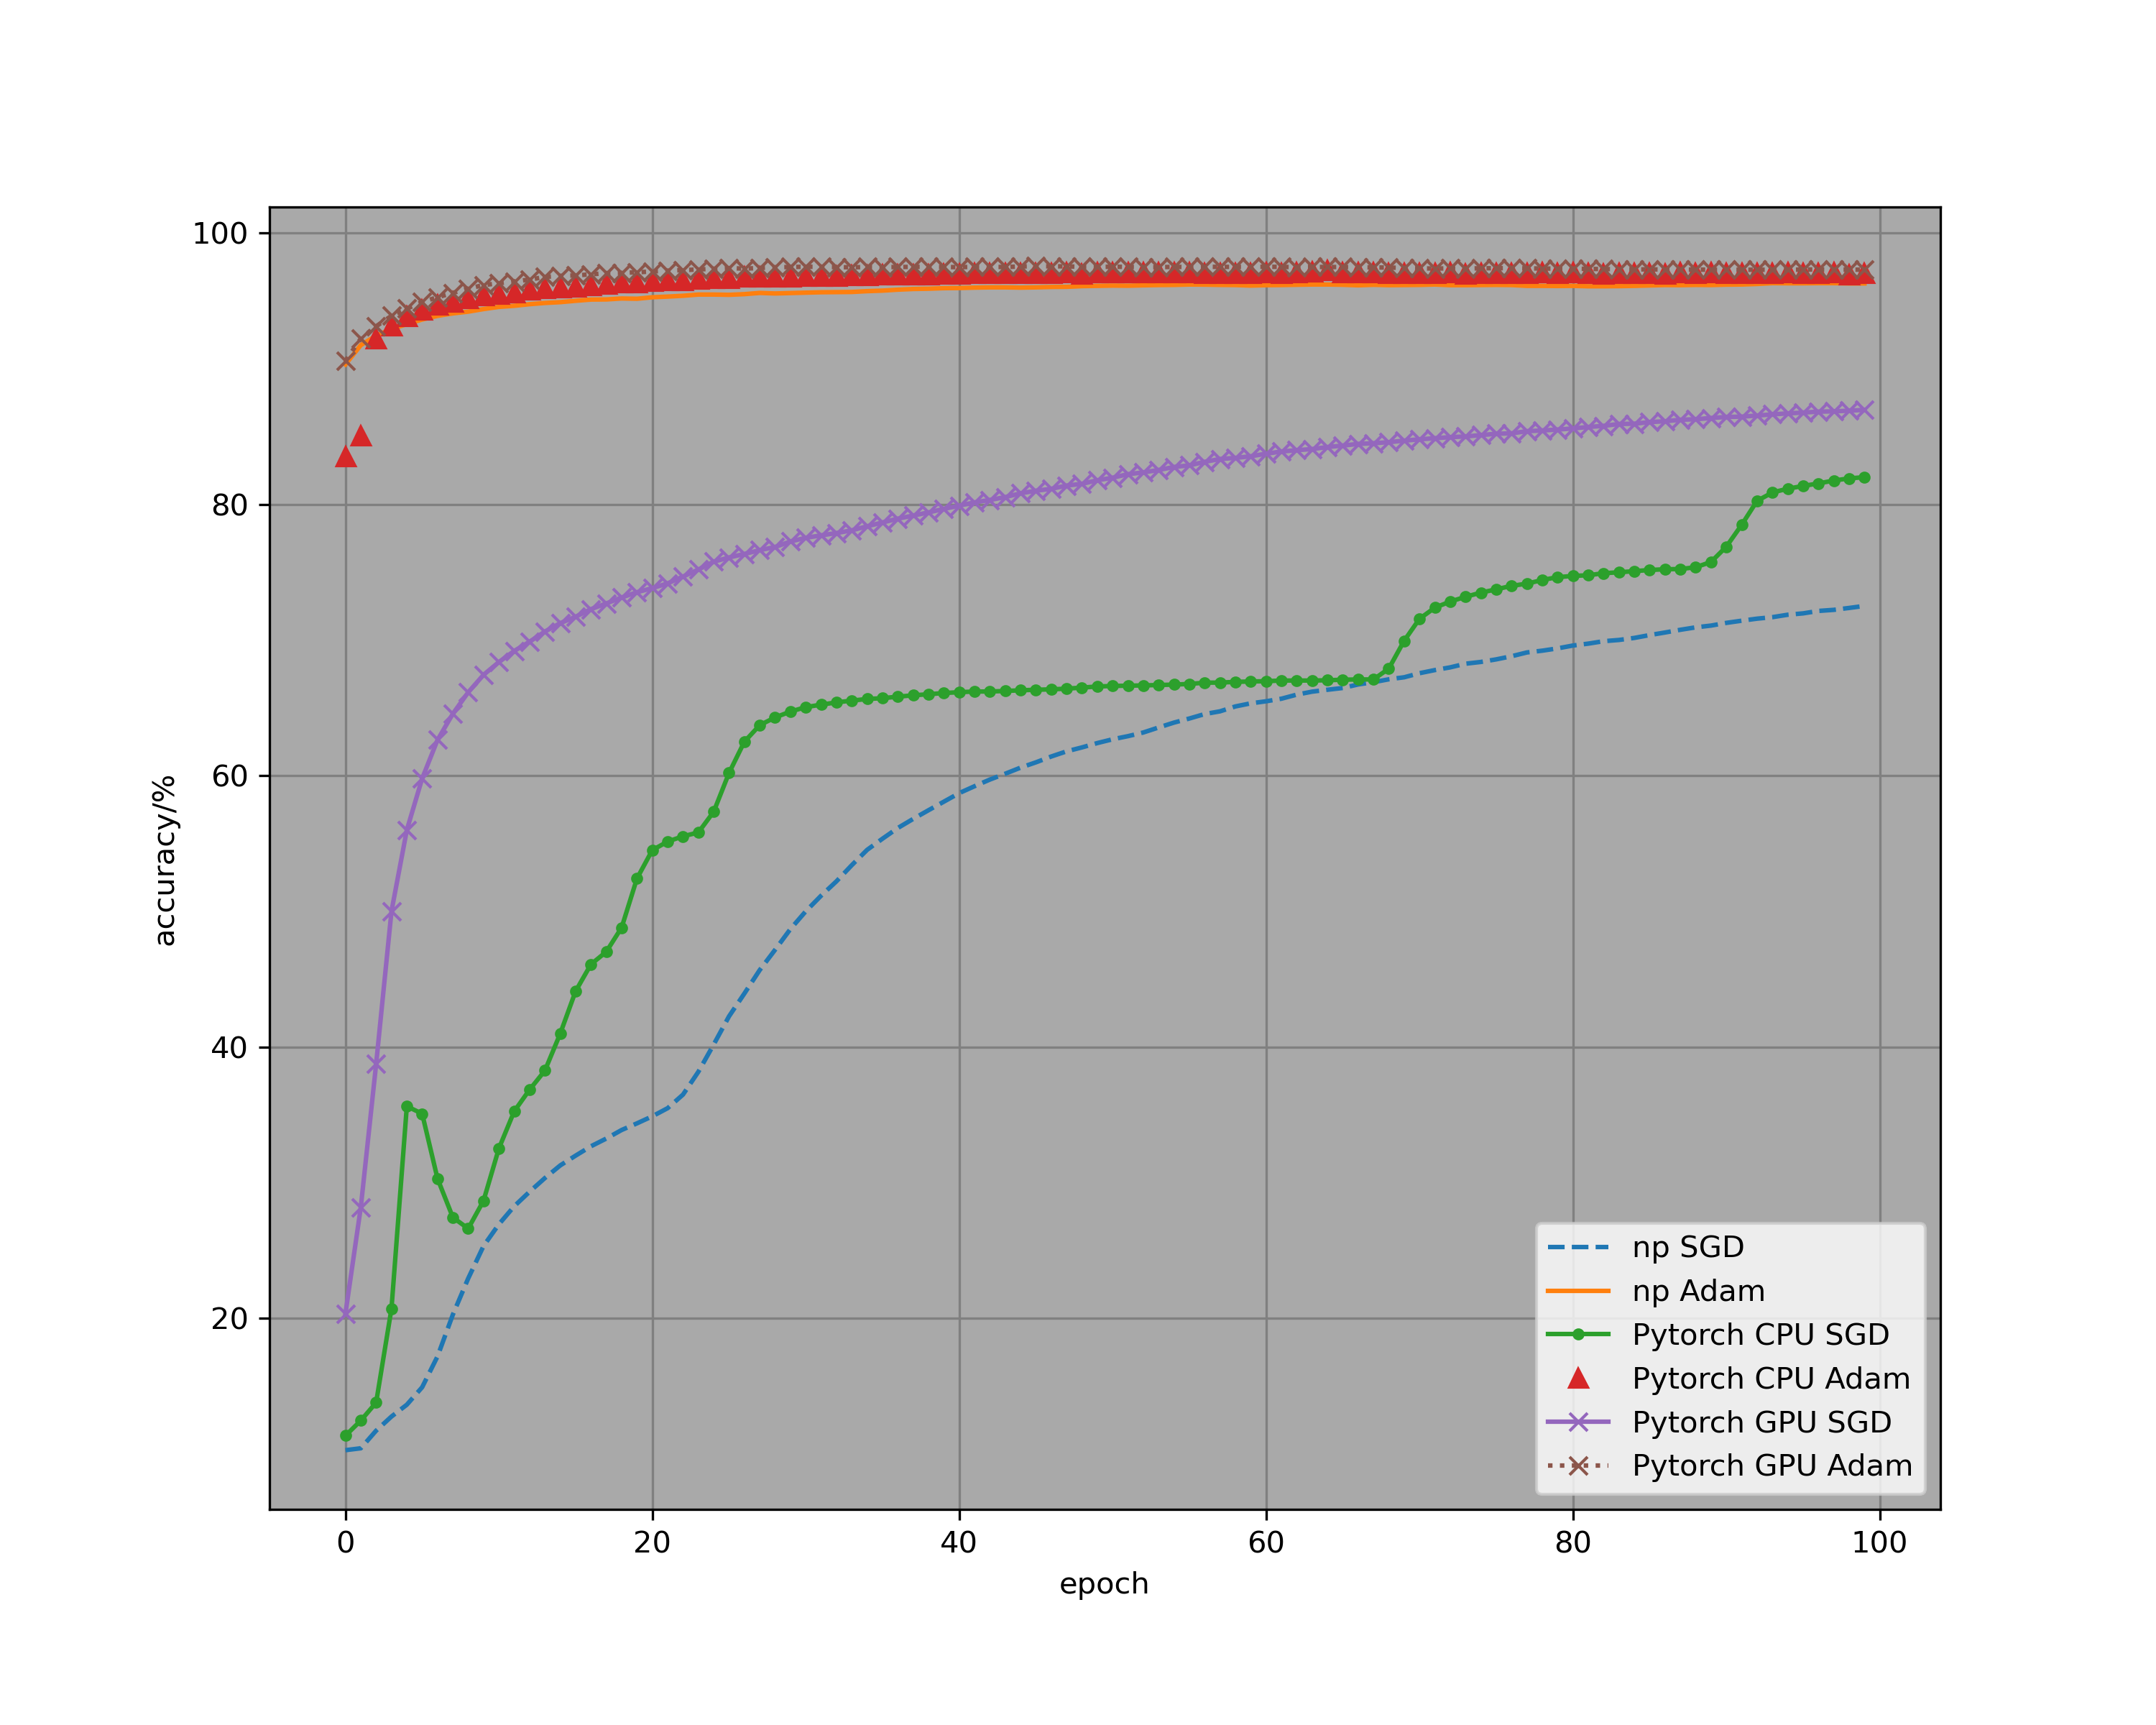 100
80
60
40
20
accuracy/%
0 20 40 60 80 100
epoch
np SGD
np Adam
Pytorch CPU SGD
Pytorch CPU Adam
Pytorch GPU SGD
Pytorch GPU Adam